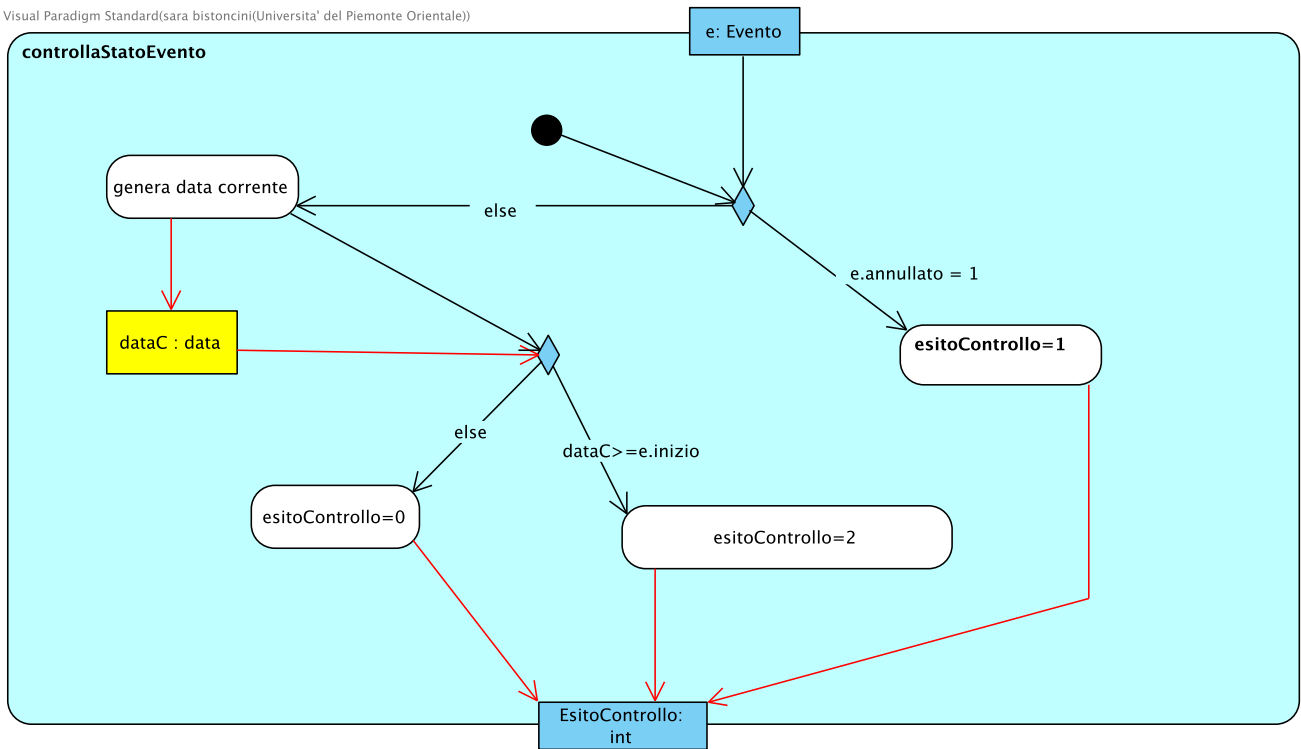 Visual Paradigm Standard(sara bistoncini(Universita' del Piemonte Orientale))
e: Evento
controllaStatoEvento
genera data corrente
else
e.annullato = 1
dataC : data
esitoControllo=1
else
dataC>=e.inizio
esitoControllo=0
esitoControllo=2
EsitoControllo:
int